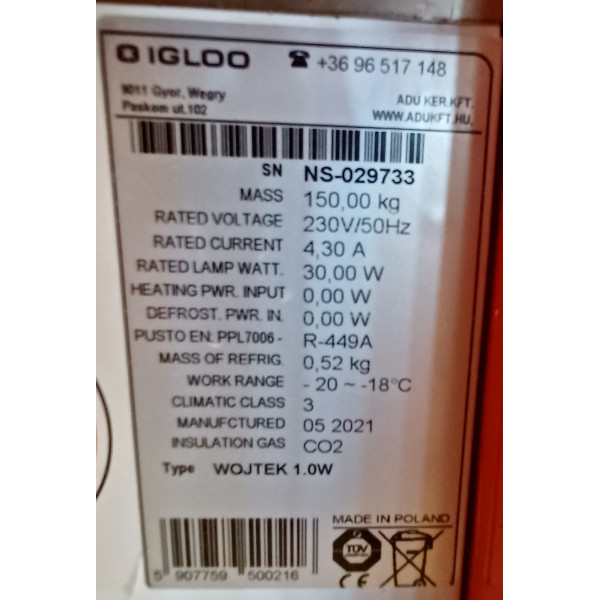 IGLOO
☎ +36 96 517 148
9011 Gyor, Wegry
Paskom ut.102
ADU KER.KFT.
WWW.ADUKFT.HU.
SN NS-029733
MASS 150,00 kg
RATED VOLTAGE 230V/50Hz
RATED CURRENT 4,30 A
RATED LAMP WATT. 30,00 W
HEATING PWR. INPUT 0,00 W
DEFROST. PWR. IN. 0,00 W
PUSTO EN: PPL7006 - R-449A
MASS OF REFRIG. 0,52 kg
WORK RANGE - 20 ~ -18°C
CLIMATIC CLASS 3
MANUFCTURED 05 2021
INSULATION GAS CO2
Type WOJTEK 1.0W
MADE IN POLAND
TÜV
CE
5 907759 500216